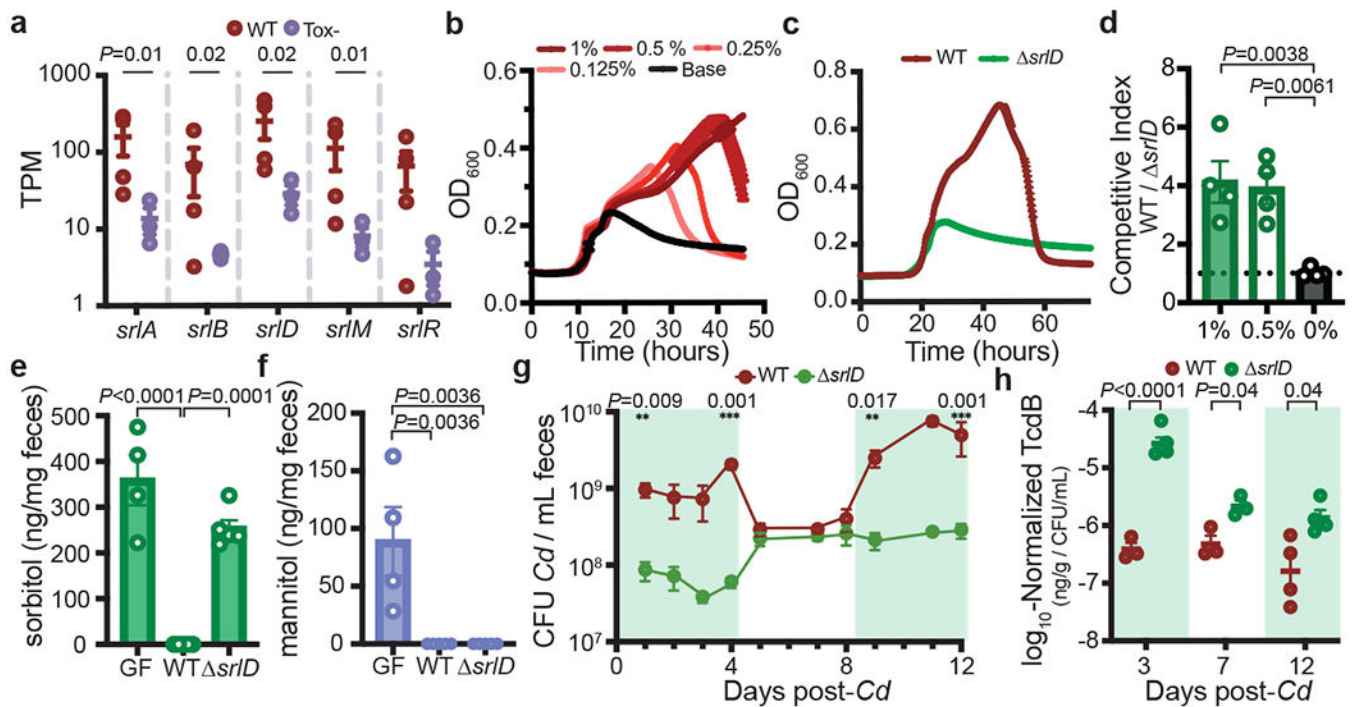 a
WT Tox-
P=0.01 0.02 0.02 0.01
1000
100
10
1
TPM
srlA srlB srlD srlM srlR
b
1% 0.5 % 0.25%
0.125% Base
0.6
0.4
0.2
0.0
OD600
0 10 20 30 40 50
Time (hours)
c
WT ΔsrlD
0.8
0.6
0.4
0.2
0.0
OD600
0 20 40 60
Time (hours)
d
P=0.0038
P=0.0061
8
6
4
2
0
Competitive Index
WT / ΔsrlD
1% 0.5% 0%
e
P<0.0001 P=0.0001
500
400
300
200
100
0
sorbitol (ng/mg feces)
GF WT ΔsrlD
f
P=0.0036
P=0.0036
200
150
100
50
0
mannitol (ng/mg feces)
GF WT ΔsrlD
g
WT ΔsrlD
P=0.009 0.001 0.017 0.001
** *** ** ***
10^10
10^9
10^8
10^7
CFU Cd / mL feces
0 4 8 12
Days post-Cd
h
WT ΔsrlD
P<0.0001 P=0.04 0.04
-4
-5
-6
-7
-8
log10-Normalized TcdB
(ng/g / CFU/mL)
3 7 12
Days post-Cd